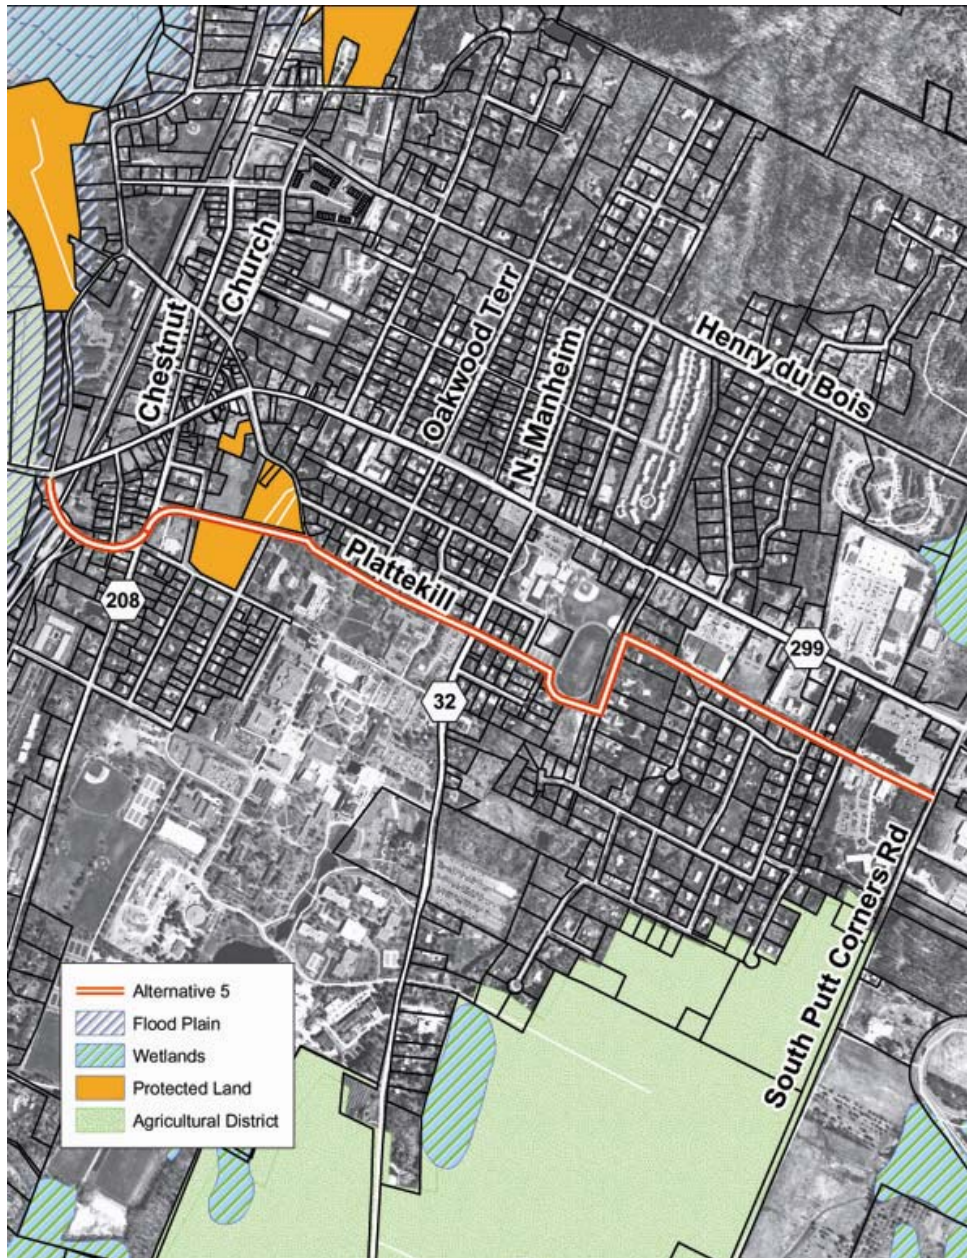 Chestnut
Church
Oakwood Terr
N. Manheim
Henry du Bois
Plattekill
208
299
32
South Putt Corners Rd
Alternative 5
Flood Plain
Wetlands
Protected Land
Agricultural District